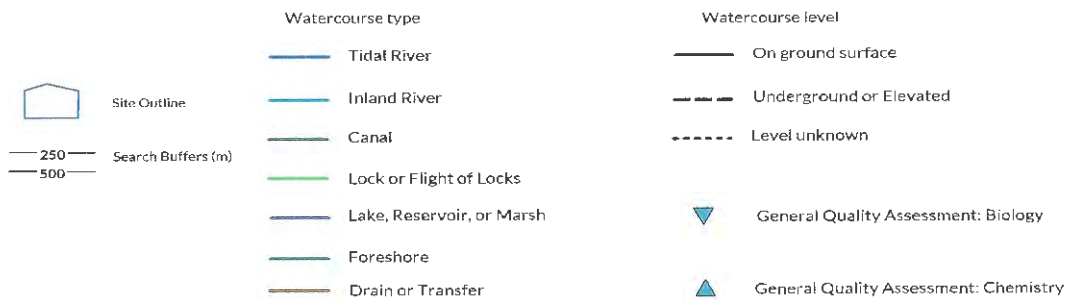 Watercourse type
Tidal River
Inland River
Canal
Lock or Flight of Locks
Lake, Reservoir, or Marsh
Foreshore
Drain or Transfer
Site Outline
250
500
Search Buffers (m)
Watercourse level
On ground surface
Underground or Elevated
Level unknown
General Quality Assessment: Biology
General Quality Assessment: Chemistry